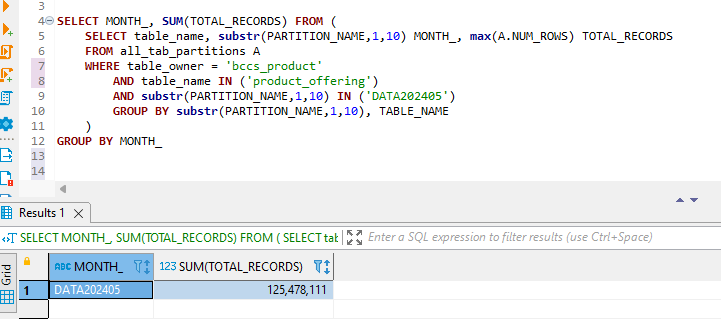 3
4 SELECT MONTH_, SUM(TOTAL_RECORDS) FROM (
5 SELECT table_name, substr(PARTITION_NAME,1,10) MONTH_, max(A.NUM_ROWS) TOTAL_RECORDS
6 FROM all_tab_partitions A
7 WHERE table_owner = 'bccs_product'
8 AND table_name IN ('product_offering')
9 AND substr(PARTITION_NAME,1,10) IN ('DATA202405')
10 GROUP BY substr(PARTITION_NAME,1,10), TABLE_NAME
11 )
12 GROUP BY MONTH_
13
14
Results 1
SELECT MONTH_, SUM(TOTAL_RECORDS) FROM ( SELECT tab Enter a SQL expression to filter results (use Ctrl+Space)
Grid
ABC MONTH_ 123 SUM(TOTAL_RECORDS)
1 DATA202405 125,478,111